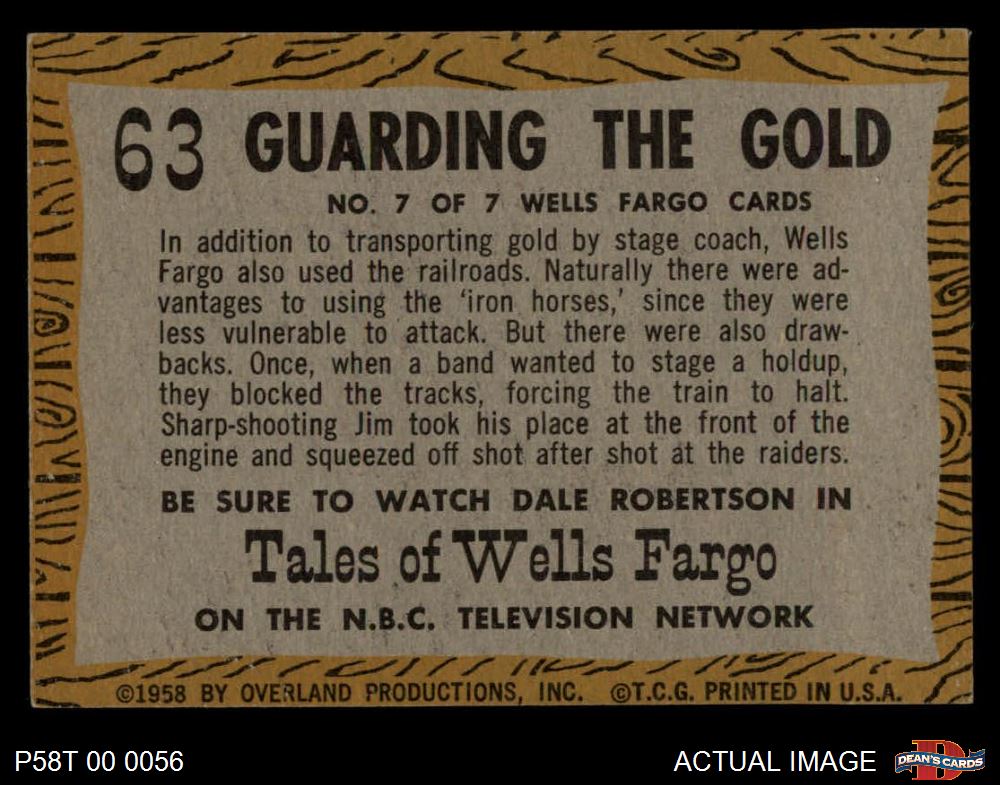 63 GUARDING THE GOLD
NO. 7 OF 7 WELLS FARGO CARDS
In addition to transporting gold by stage coach, Wells
Fargo also used the railroads. Naturally there were ad-
vantages to using the 'iron horses,' since they were
less vulnerable to attack. But there were also draw-
backs. Once, when a band wanted to stage a holdup,
they blocked the tracks, forcing the train to halt.
Sharp-shooting Jim took his place at the front of the
engine and squeezed off shot after shot at the raiders.
BE SURE TO WATCH DALE ROBERTSON IN
Tales of Wells Fargo
ON THE N.B.C. TELEVISION NETWORK
©1958 BY OVERLAND PRODUCTIONS, INC. ©T.C.G. PRINTED IN U.S.A.
P58T 00 0056
ACTUAL IMAGE
D
DEAN'S CARDS